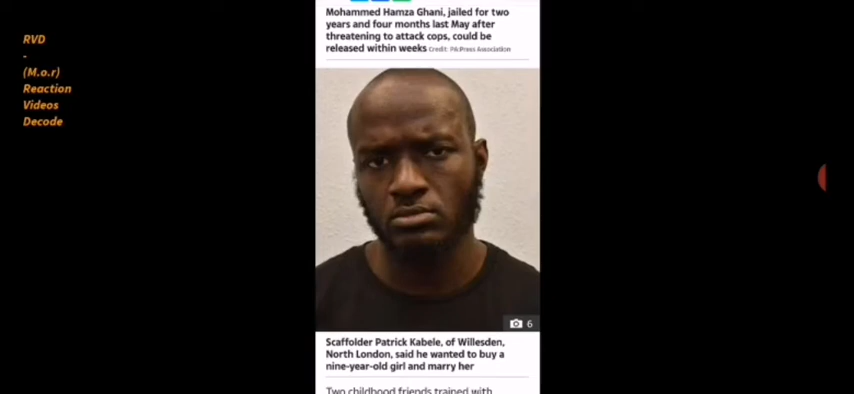 RVD
-
(M.o.r)
Reaction
Videos
Decode
Mohammed Hamza Ghani, jailed for two
years and four months last May after
threatening to attack cops, could be
released within weeks Credit: PA:Press Association
6
Scaffolder Patrick Kabele, of Willesden,
North London, said he wanted to buy a
nine-year-old girl and marry her
Two childhood friends trained with